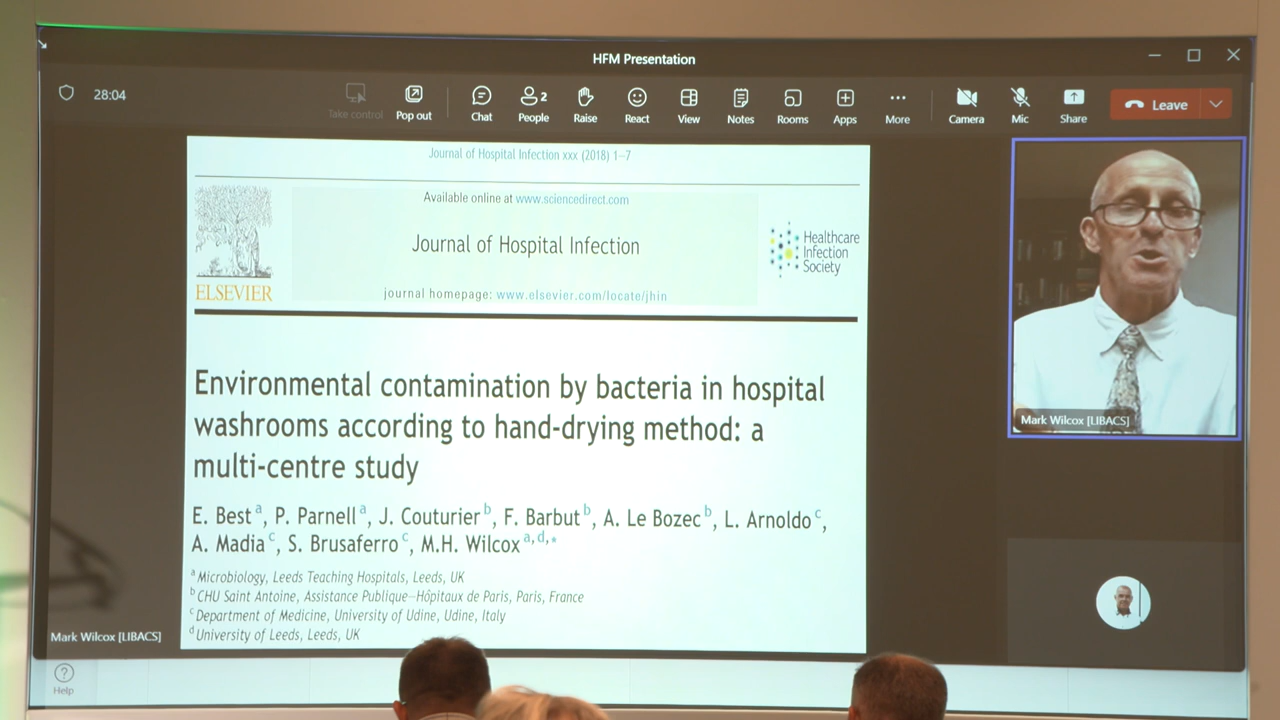 HFM Presentation
28:04
Take control
Pop out
Chat
People
2
Raise
React
View
Notes
Rooms
Apps
More
Camera
Mic
Share
Leave
Journal of Hospital Infection xxx (2018) 1–7
Available online at www.sciencedirect.com
Journal of Hospital Infection
journal homepage: www.elsevier.com/locate/jhin
ELSEVIER
Healthcare
Infection
Society
Environmental contamination by bacteria in hospital
washrooms according to hand-drying method: a
multi-centre study
E. Best a, P. Parnell a, J. Couturier b, F. Barbut b, A. Le Bozec b, L. Arnoldo c,
A. Madia c, S. Brusaferro c, M.H. Wilcox a,d,*
a Microbiology, Leeds Teaching Hospitals, Leeds, UK
b CHU Saint Antoine, Assistance Publique–Hôpitaux de Paris, Paris, France
c Department of Medicine, University of Udine, Udine, Italy
d University of Leeds, Leeds, UK
Mark Wilcox [LIBACS]
Mark Wilcox [LIBACS]
Help